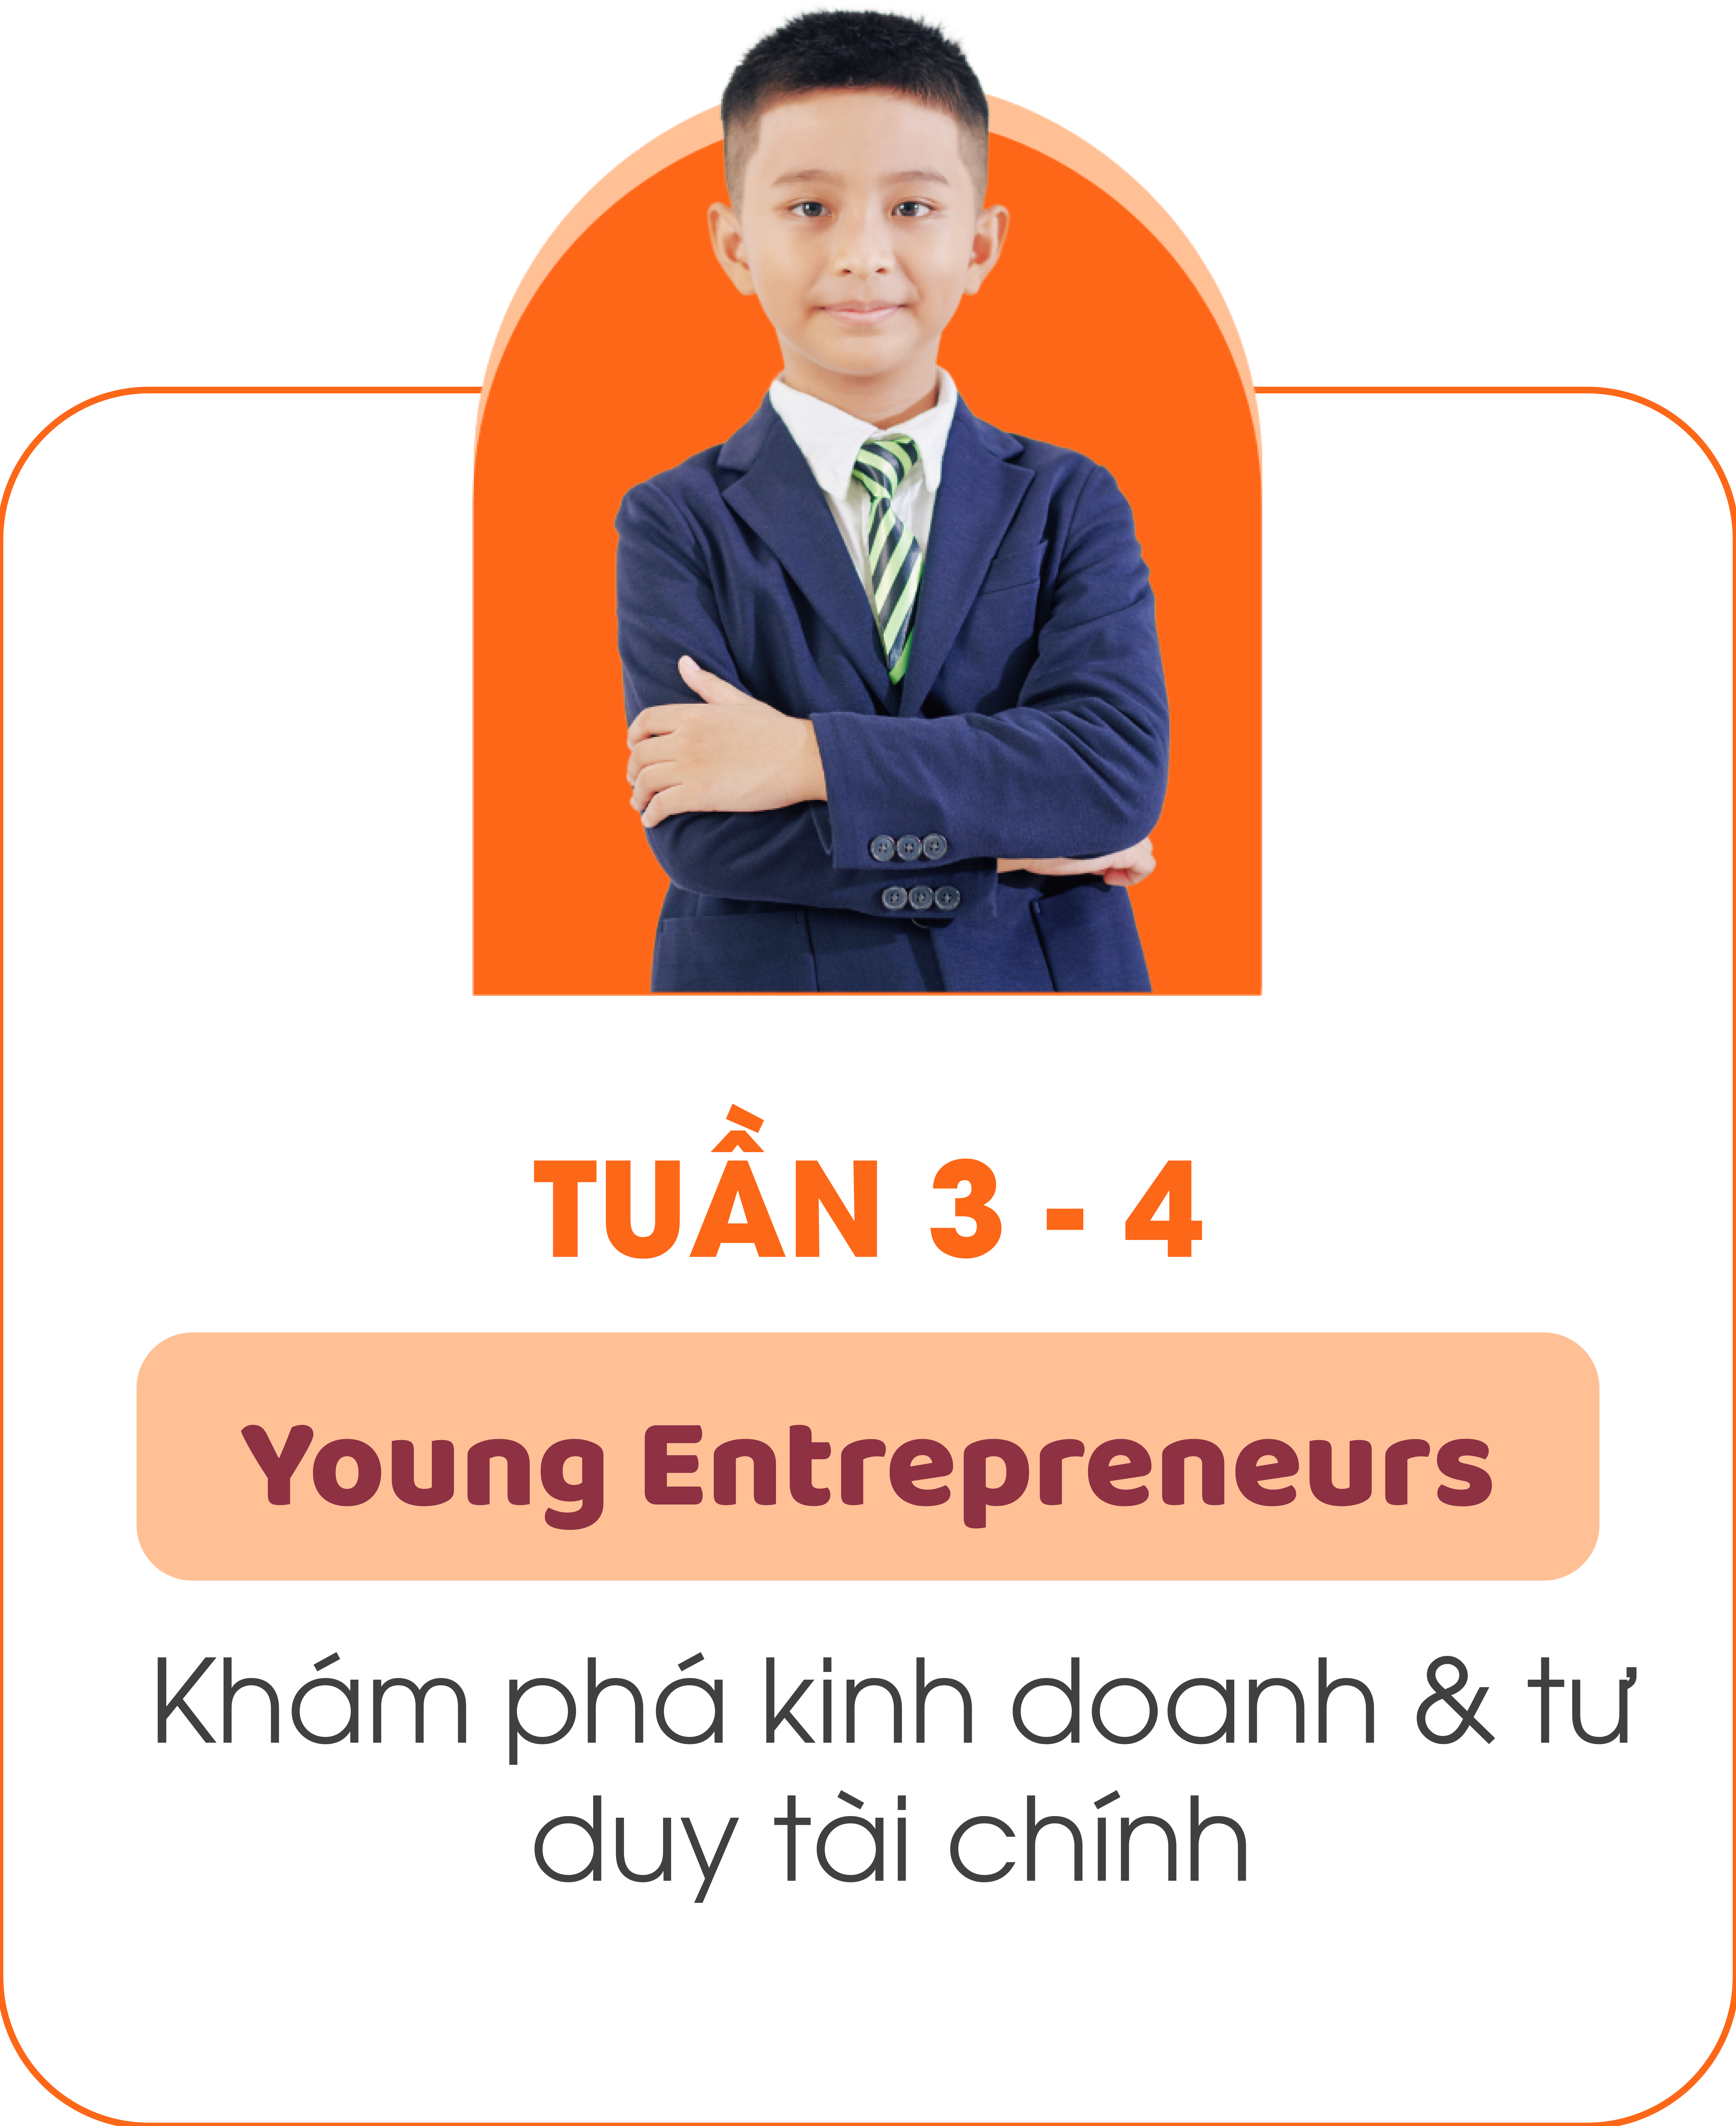 TUẦN 3 - 4
Young Entrepreneurs
Khám phá kinh doanh & tư
duy tài chính